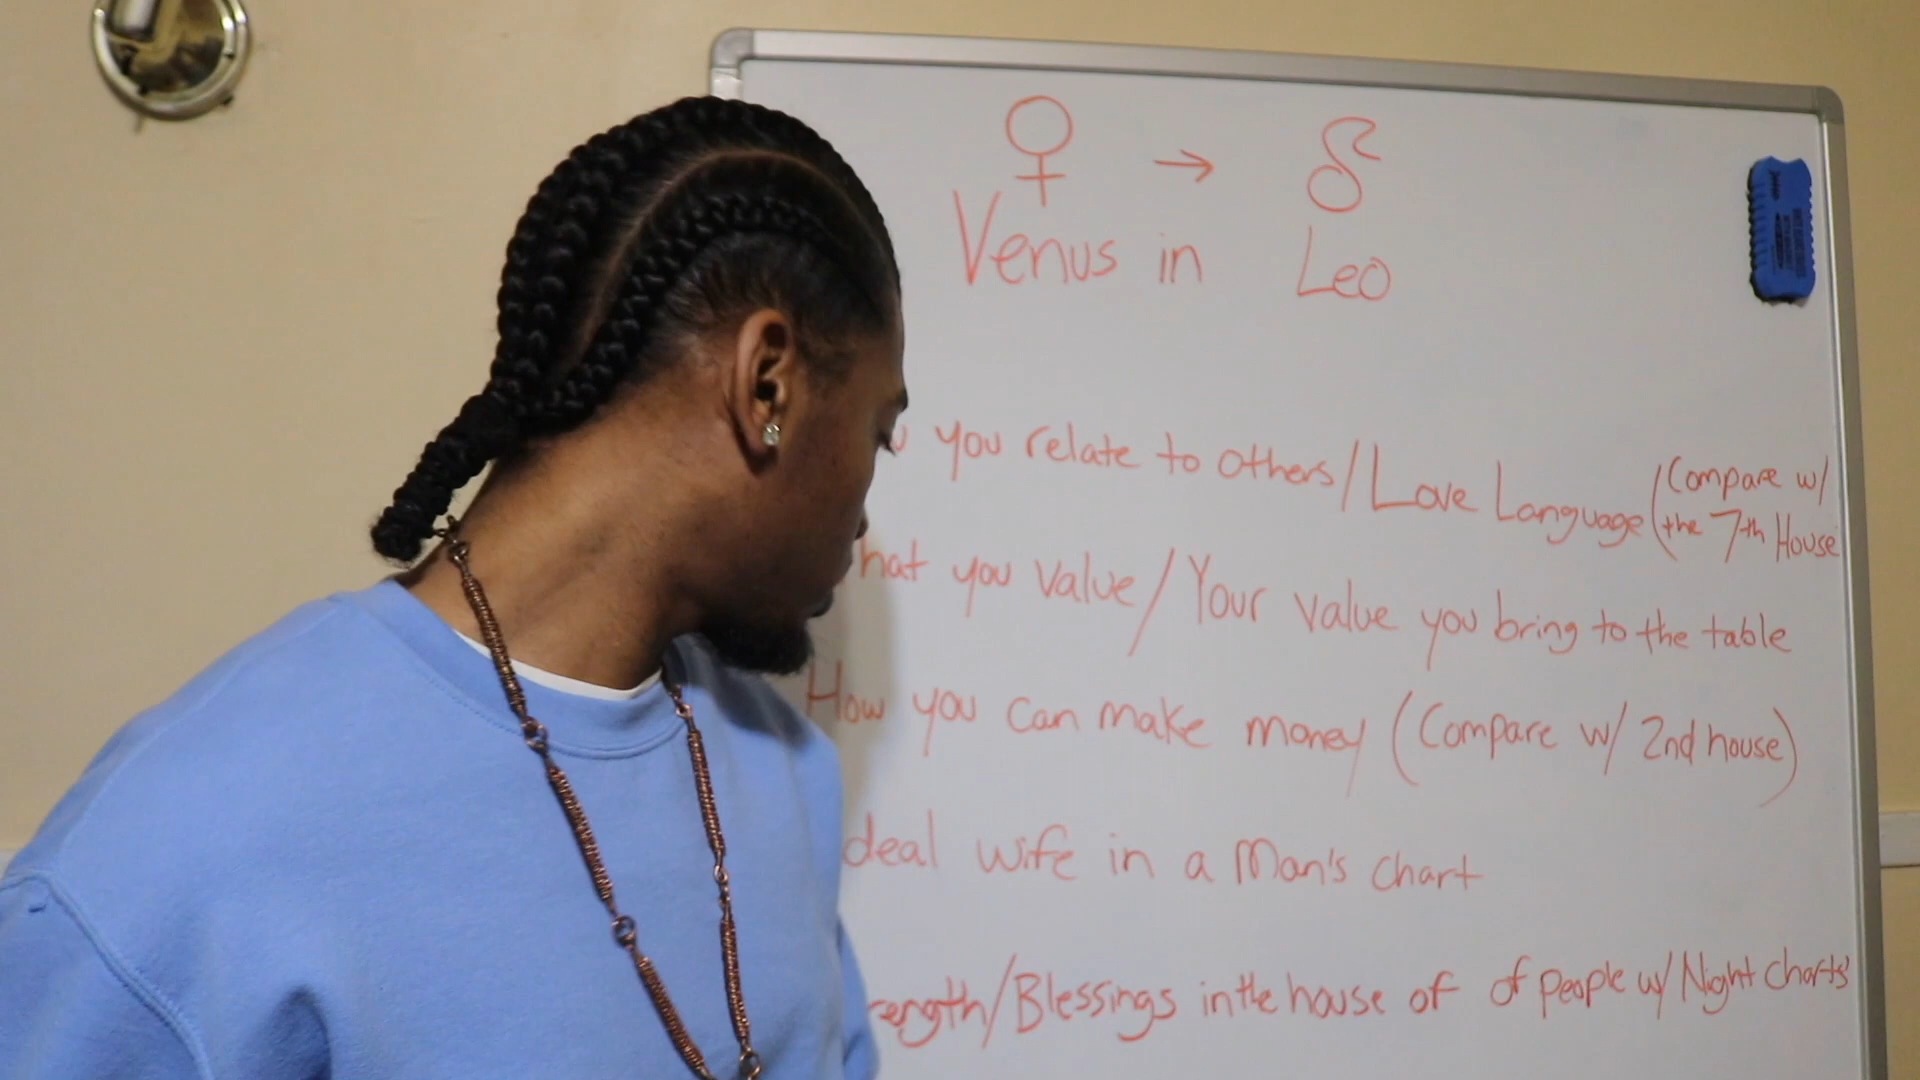 ♀ → ♌
Venus in Leo
you relate to others/Love Language (Compare w/
the 7th House
hat you value/Your value you bring to the table
How you can make money (Compare w/ 2nd house)
deal wife in a Man's chart
rength/Blessings in the house of of people w/ Night charts